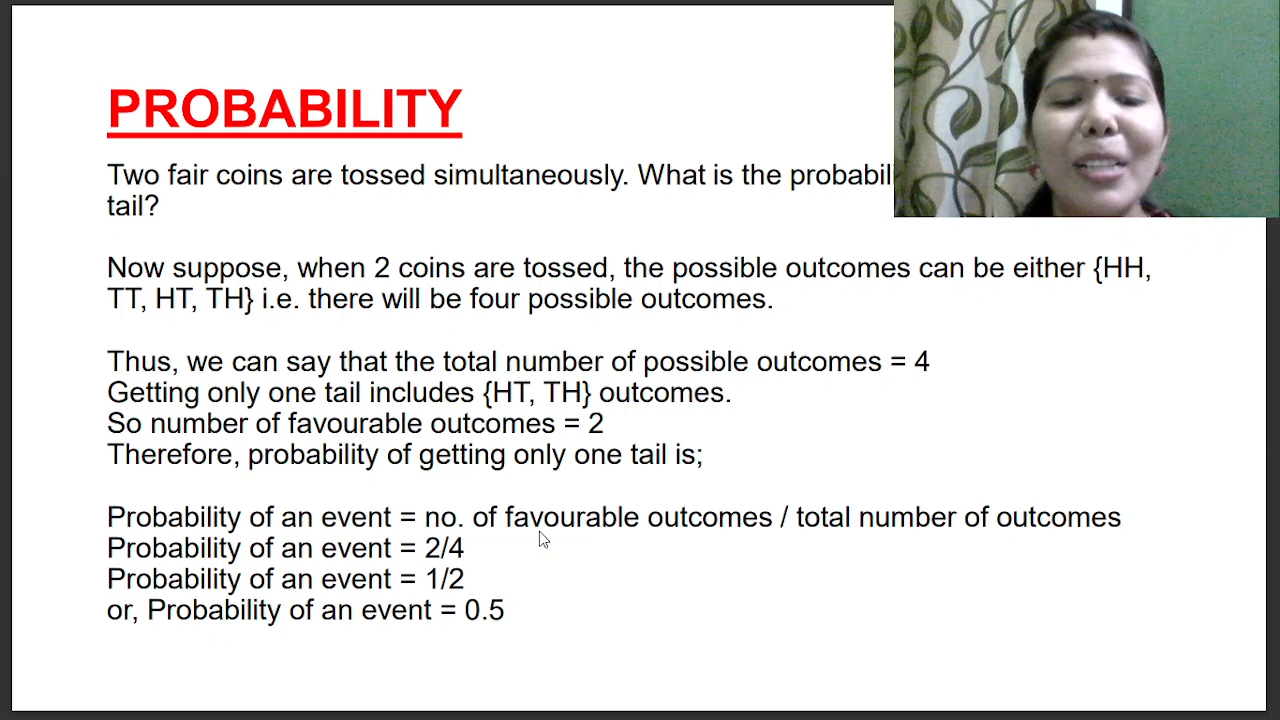 PROBABILITY
Two fair coins are tossed simultaneously. What is the
tail?
Now suppose, when 2 coins are tossed, the possible outcomes can be either {HH,
TT, HT, TH} i.e. there will be four possible outcomes.
Thus, we can say that the total number of possible outcomes = 4
Getting only one tail includes {HT, TH} outcomes.
So number of favourable outcomes = 2
Therefore, probability of getting only one tail is;
Probability of an event = no. of favourable outcomes / total number of outcomes
Probability of an event = 2/4
Probability of an event = 1/2
or, Probability of an event = 0.5